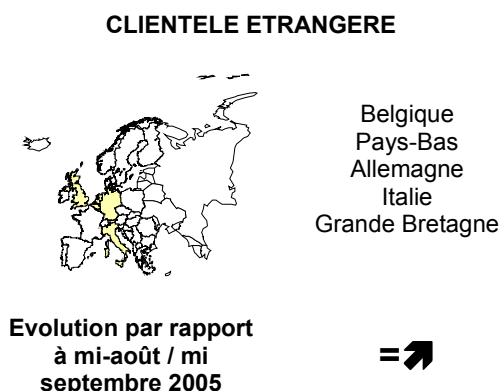 CLIENTELE ETRANGERE
Belgique
Pays-Bas
Allemagne
Italie
Grande Bretagne
Evolution par rapport
à mi-août / mi
septembre 2005
=